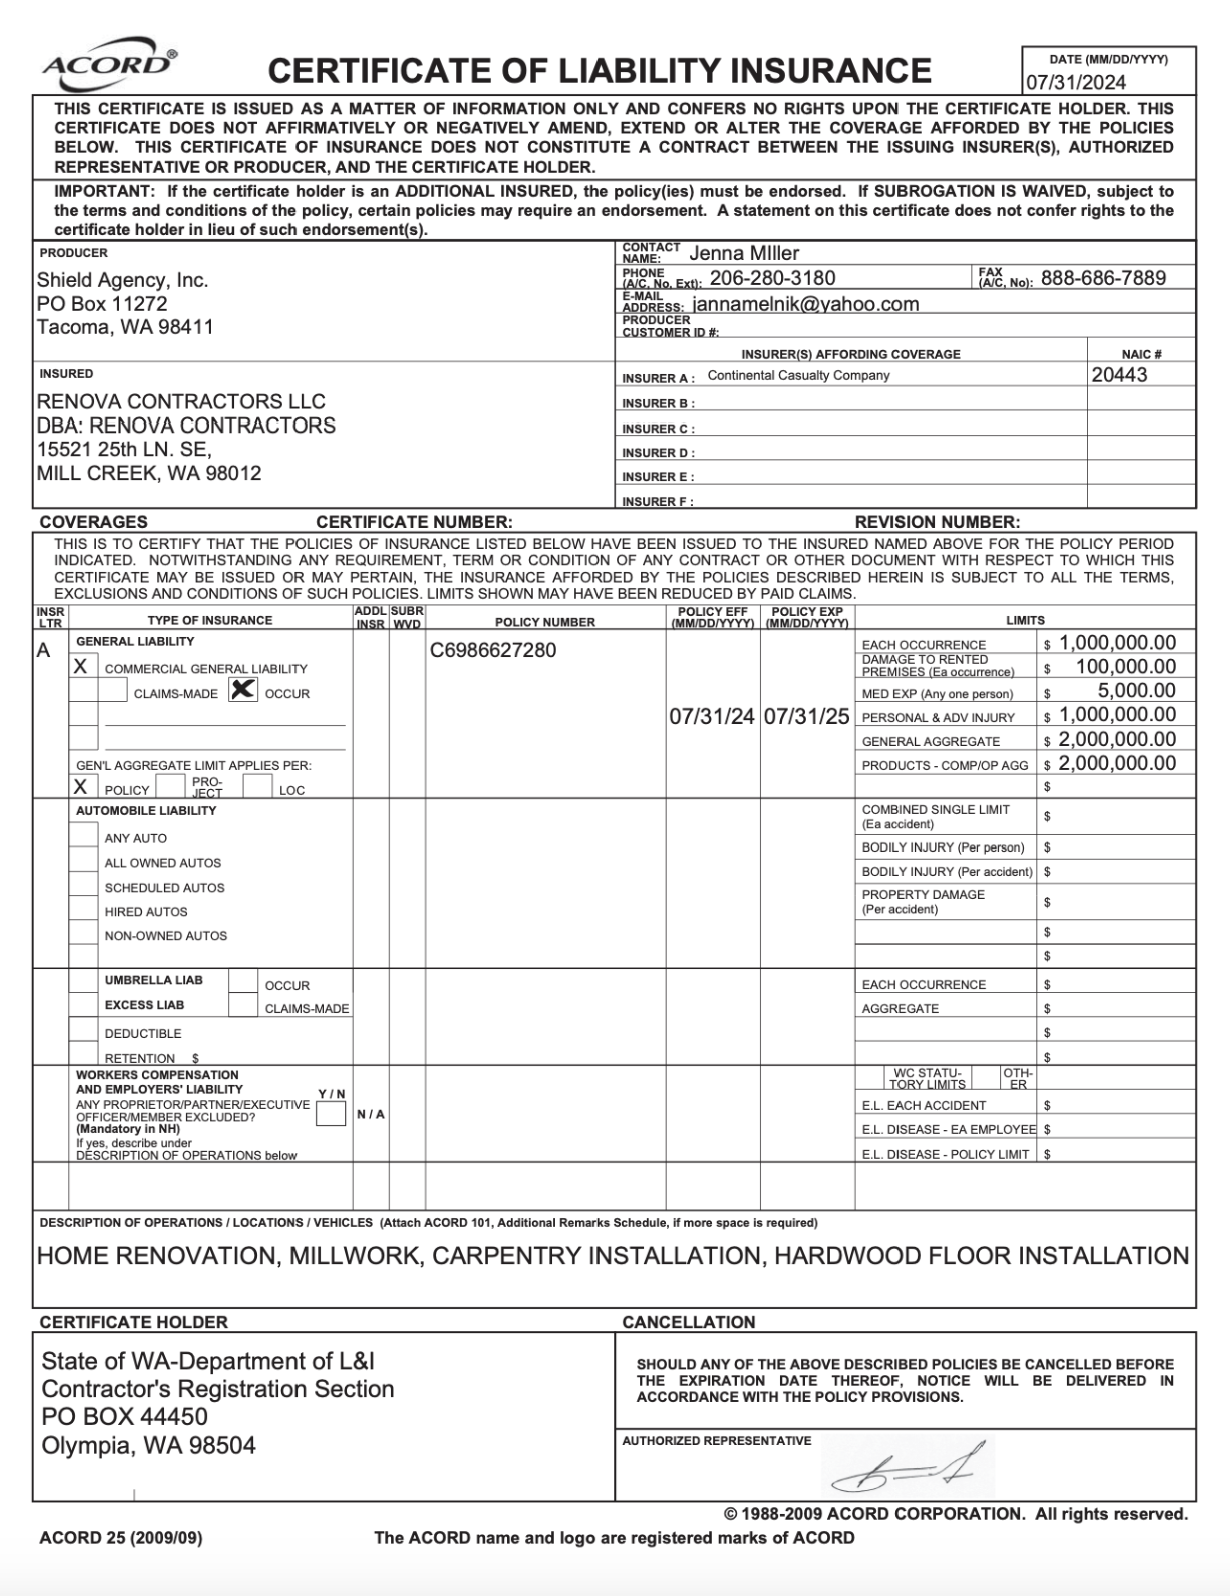 ACORD®
CERTIFICATE OF LIABILITY INSURANCE
DATE (MM/DD/YYYY)
07/31/2024
THIS CERTIFICATE IS ISSUED AS A MATTER OF INFORMATION ONLY AND CONFERS NO RIGHTS UPON THE CERTIFICATE HOLDER. THIS
CERTIFICATE DOES NOT AFFIRMATIVELY OR NEGATIVELY AMEND, EXTEND OR ALTER THE COVERAGE AFFORDED BY THE POLICIES
BELOW. THIS CERTIFICATE OF INSURANCE DOES NOT CONSTITUTE A CONTRACT BETWEEN THE ISSUING INSURER(S), AUTHORIZED
REPRESENTATIVE OR PRODUCER, AND THE CERTIFICATE HOLDER.
IMPORTANT: If the certificate holder is an ADDITIONAL INSURED, the policy(ies) must be endorsed. If SUBROGATION IS WAIVED, subject to
the terms and conditions of the policy, certain policies may require an endorsement. A statement on this certificate does not confer rights to the
certificate holder in lieu of such endorsement(s).
PRODUCER
Shield Agency, Inc.
PO Box 11272
Tacoma, WA 98411
CONTACT NAME: Jenna MIller
PHONE (A/C, No, Ext): 206-280-3180 FAX (A/C, No): 888-686-7889
E-MAIL ADDRESS: jannamelnik@yahoo.com
PRODUCER CUSTOMER ID #:
INSURER(S) AFFORDING COVERAGE NAIC #
INSURED
RENOVA CONTRACTORS LLC
DBA: RENOVA CONTRACTORS
15521 25th LN. SE,
MILL CREEK, WA 98012
INSURER A : Continental Casualty Company 20443
INSURER B :
INSURER C :
INSURER D :
INSURER E :
INSURER F :
COVERAGES CERTIFICATE NUMBER: REVISION NUMBER:
THIS IS TO CERTIFY THAT THE POLICIES OF INSURANCE LISTED BELOW HAVE BEEN ISSUED TO THE INSURED NAMED ABOVE FOR THE POLICY PERIOD
INDICATED. NOTWITHSTANDING ANY REQUIREMENT, TERM OR CONDITION OF ANY CONTRACT OR OTHER DOCUMENT WITH RESPECT TO WHICH THIS
CERTIFICATE MAY BE ISSUED OR MAY PERTAIN, THE INSURANCE AFFORDED BY THE POLICIES DESCRIBED HEREIN IS SUBJECT TO ALL THE TERMS,
EXCLUSIONS AND CONDITIONS OF SUCH POLICIES. LIMITS SHOWN MAY HAVE BEEN REDUCED BY PAID CLAIMS.
INSR LTR TYPE OF INSURANCE ADDL INSR SUBR WVD POLICY NUMBER POLICY EFF (MM/DD/YYYY) POLICY EXP (MM/DD/YYYY) LIMITS
A GENERAL LIABILITY C6986627280 EACH OCCURRENCE $ 1,000,000.00
X COMMERCIAL GENERAL LIABILITY DAMAGE TO RENTED PREMISES (Ea occurrence) $ 100,000.00
CLAIMS-MADE X OCCUR MED EXP (Any one person) $ 5,000.00
07/31/24 07/31/25 PERSONAL & ADV INJURY $ 1,000,000.00
GENERAL AGGREGATE $ 2,000,000.00
GEN'L AGGREGATE LIMIT APPLIES PER: PRODUCTS - COMP/OP AGG $ 2,000,000.00
X POLICY PRO-JECT LOC $
AUTOMOBILE LIABILITY COMBINED SINGLE LIMIT (Ea accident) $
ANY AUTO BODILY INJURY (Per person) $
ALL OWNED AUTOS BODILY INJURY (Per accident) $
SCHEDULED AUTOS PROPERTY DAMAGE (Per accident) $
HIRED AUTOS
NON-OWNED AUTOS $
$
UMBRELLA LIAB OCCUR EACH OCCURRENCE $
EXCESS LIAB CLAIMS-MADE AGGREGATE $
DEDUCTIBLE $
RETENTION $ $
WORKERS COMPENSATION WC STATU-TORY LIMITS OTH-ER
AND EMPLOYERS' LIABILITY Y / N
ANY PROPRIETOR/PARTNER/EXECUTIVE N / A E.L. EACH ACCIDENT $
OFFICER/MEMBER EXCLUDED?
(Mandatory in NH) E.L. DISEASE - EA EMPLOYEE $
If yes, describe under
DESCRIPTION OF OPERATIONS below E.L. DISEASE - POLICY LIMIT $
DESCRIPTION OF OPERATIONS / LOCATIONS / VEHICLES (Attach ACORD 101, Additional Remarks Schedule, if more space is required)
HOME RENOVATION, MILLWORK, CARPENTRY INSTALLATION, HARDWOOD FLOOR INSTALLATION
CERTIFICATE HOLDER
State of WA-Department of L&I
Contractor's Registration Section
PO BOX 44450
Olympia, WA 98504
CANCELLATION
SHOULD ANY OF THE ABOVE DESCRIBED POLICIES BE CANCELLED BEFORE
THE EXPIRATION DATE THEREOF, NOTICE WILL BE DELIVERED IN
ACCORDANCE WITH THE POLICY PROVISIONS.
AUTHORIZED REPRESENTATIVE
© 1988-2009 ACORD CORPORATION. All rights reserved.
ACORD 25 (2009/09) The ACORD name and logo are registered marks of ACORD